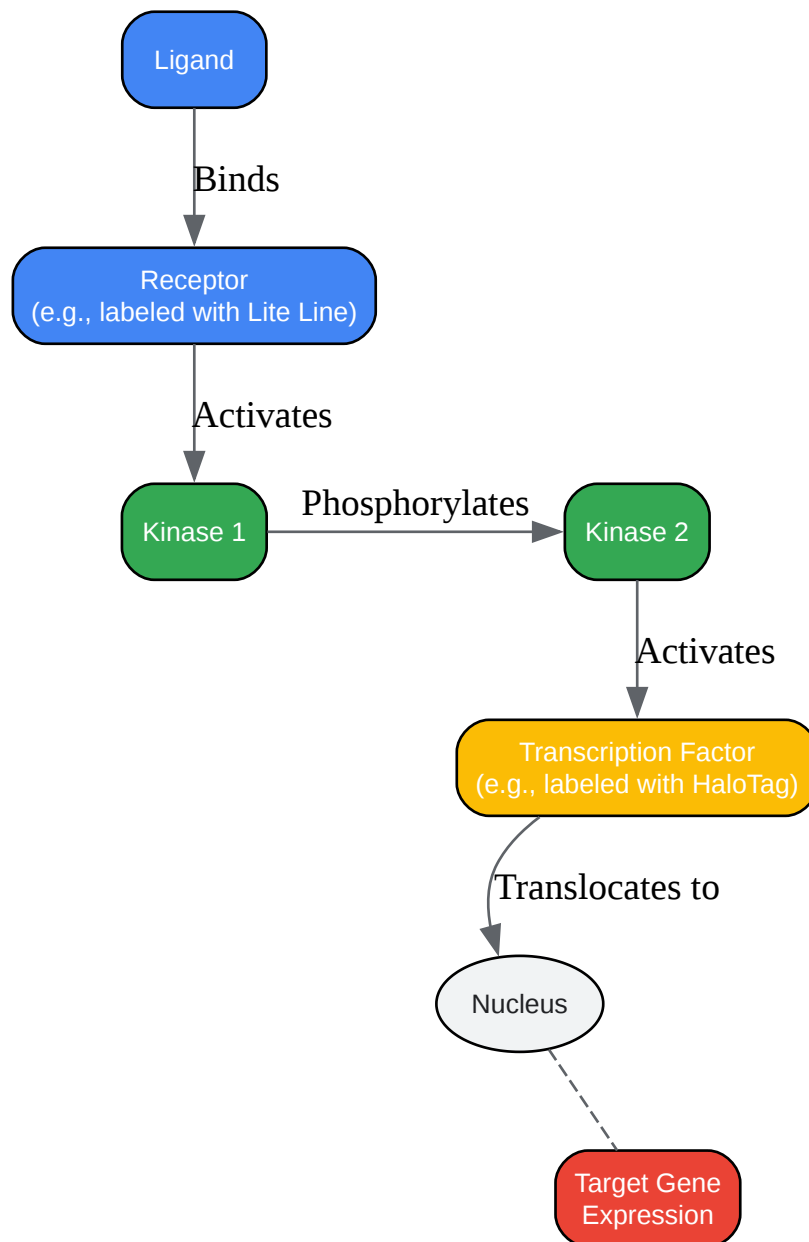 Ligand
Binds
Receptor
(e.g., labeled with Lite Line)
Activates
Kinase 1
Phosphorylates
Kinase 2
Activates
Transcription Factor
(e.g., labeled with HaloTag)
Translocates to
Nucleus
Target Gene
Expression